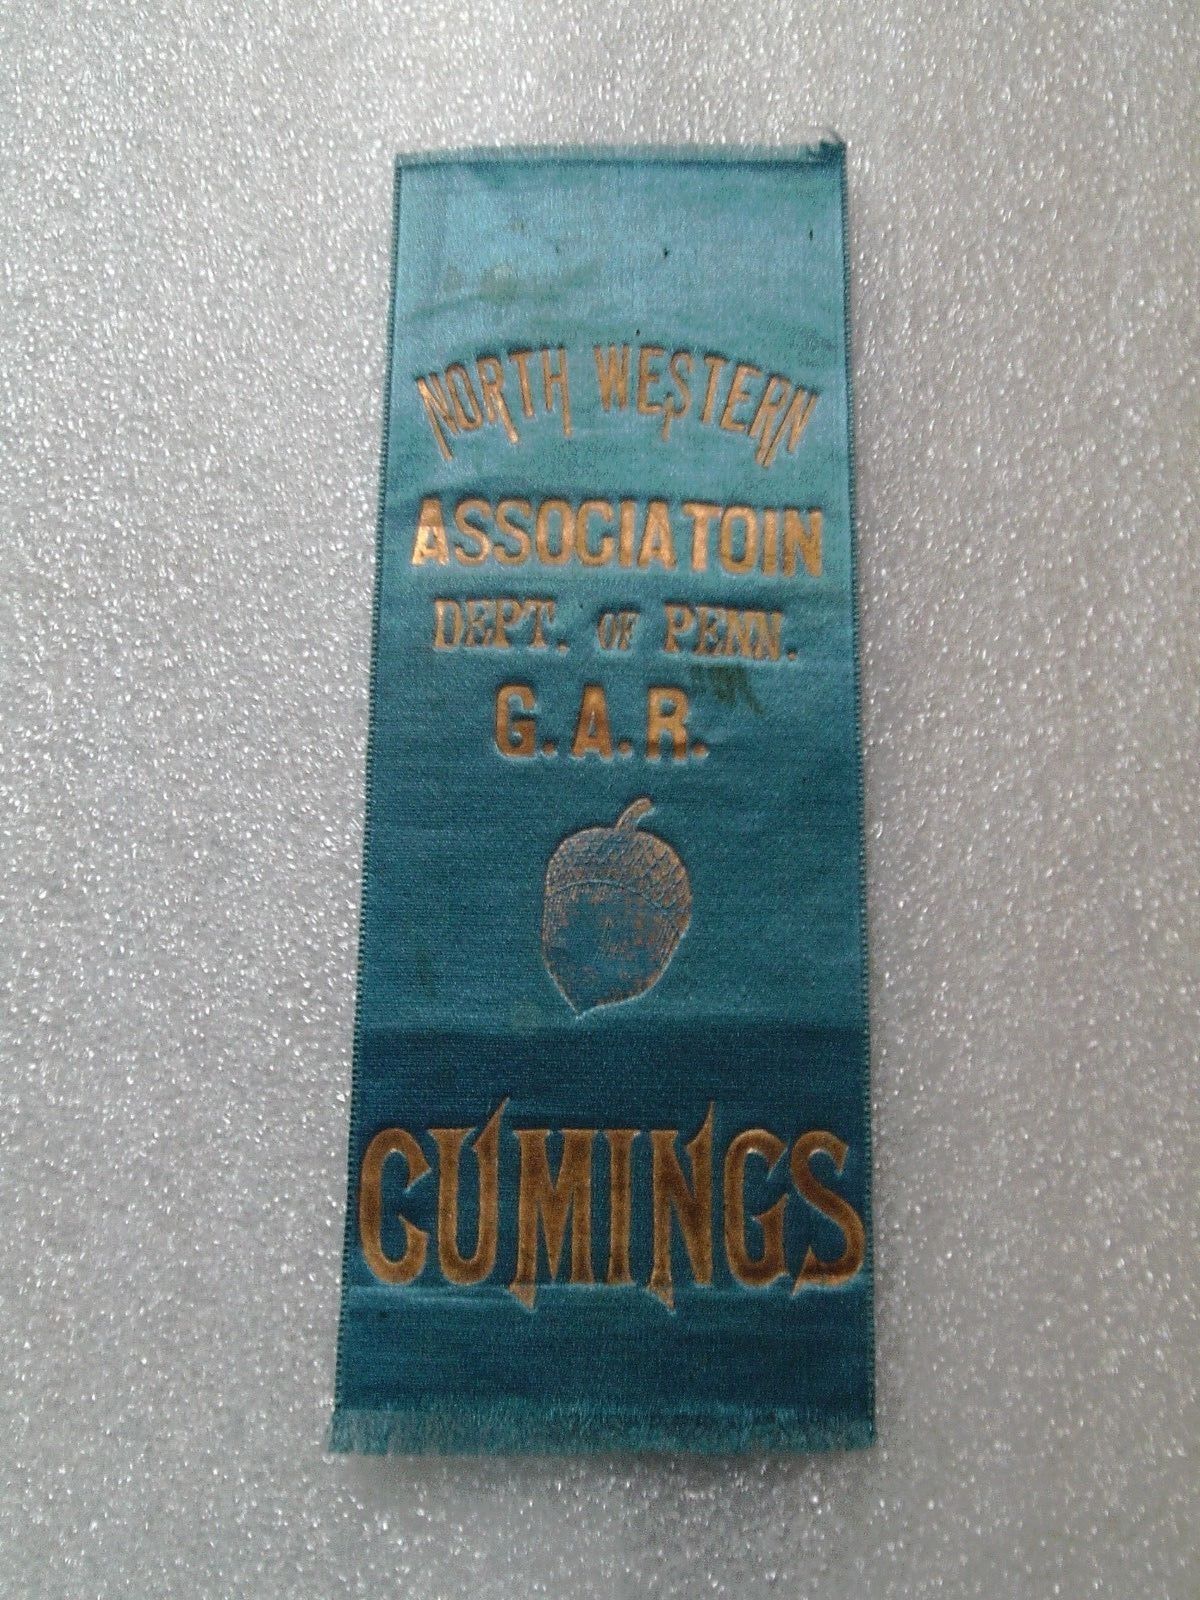 NORTH WESTERN
ASSOCIATOIN
DEPT. OF PENN.
G.A.R.
CUMINGS